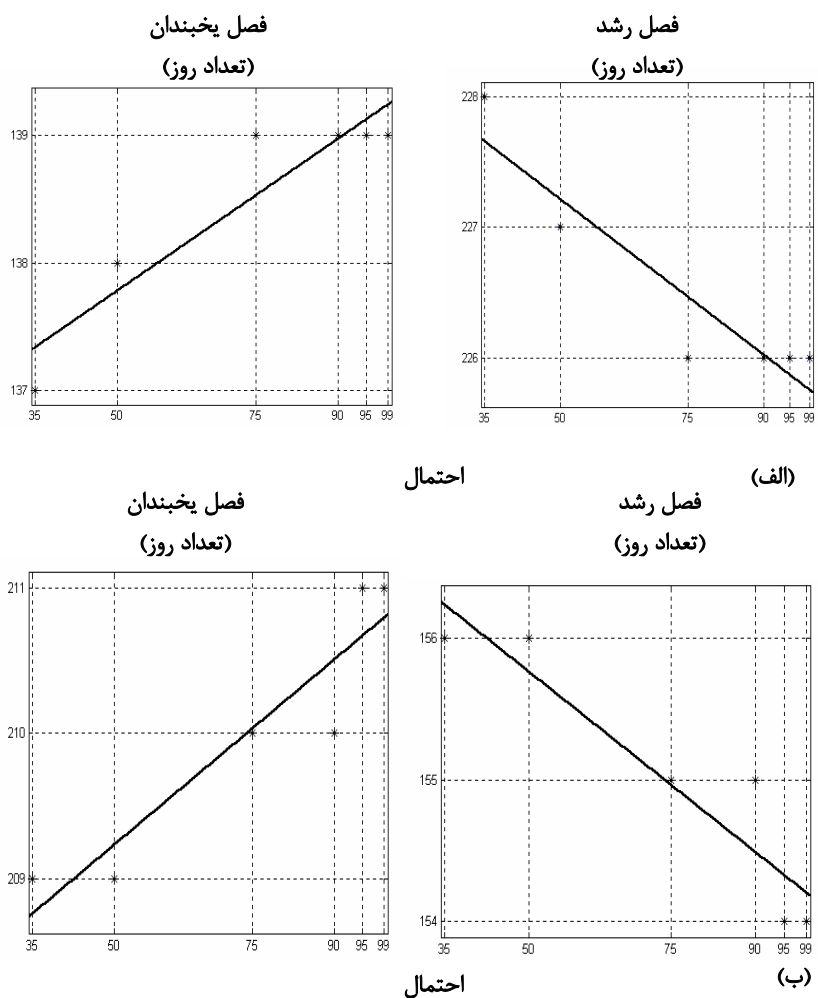 فصل رشد
(تعداد روز)
228
227
226
35 50 75 90 95 99
فصل یخبندان
(تعداد روز)
139
138
137
35 50 75 90 95 99
(الف)
احتمال
فصل رشد
(تعداد روز)
156
155
154
35 50 75 90 95 99
فصل یخبندان
(تعداد روز)
211
210
209
35 50 75 90 95 99
(ب)
احتمال